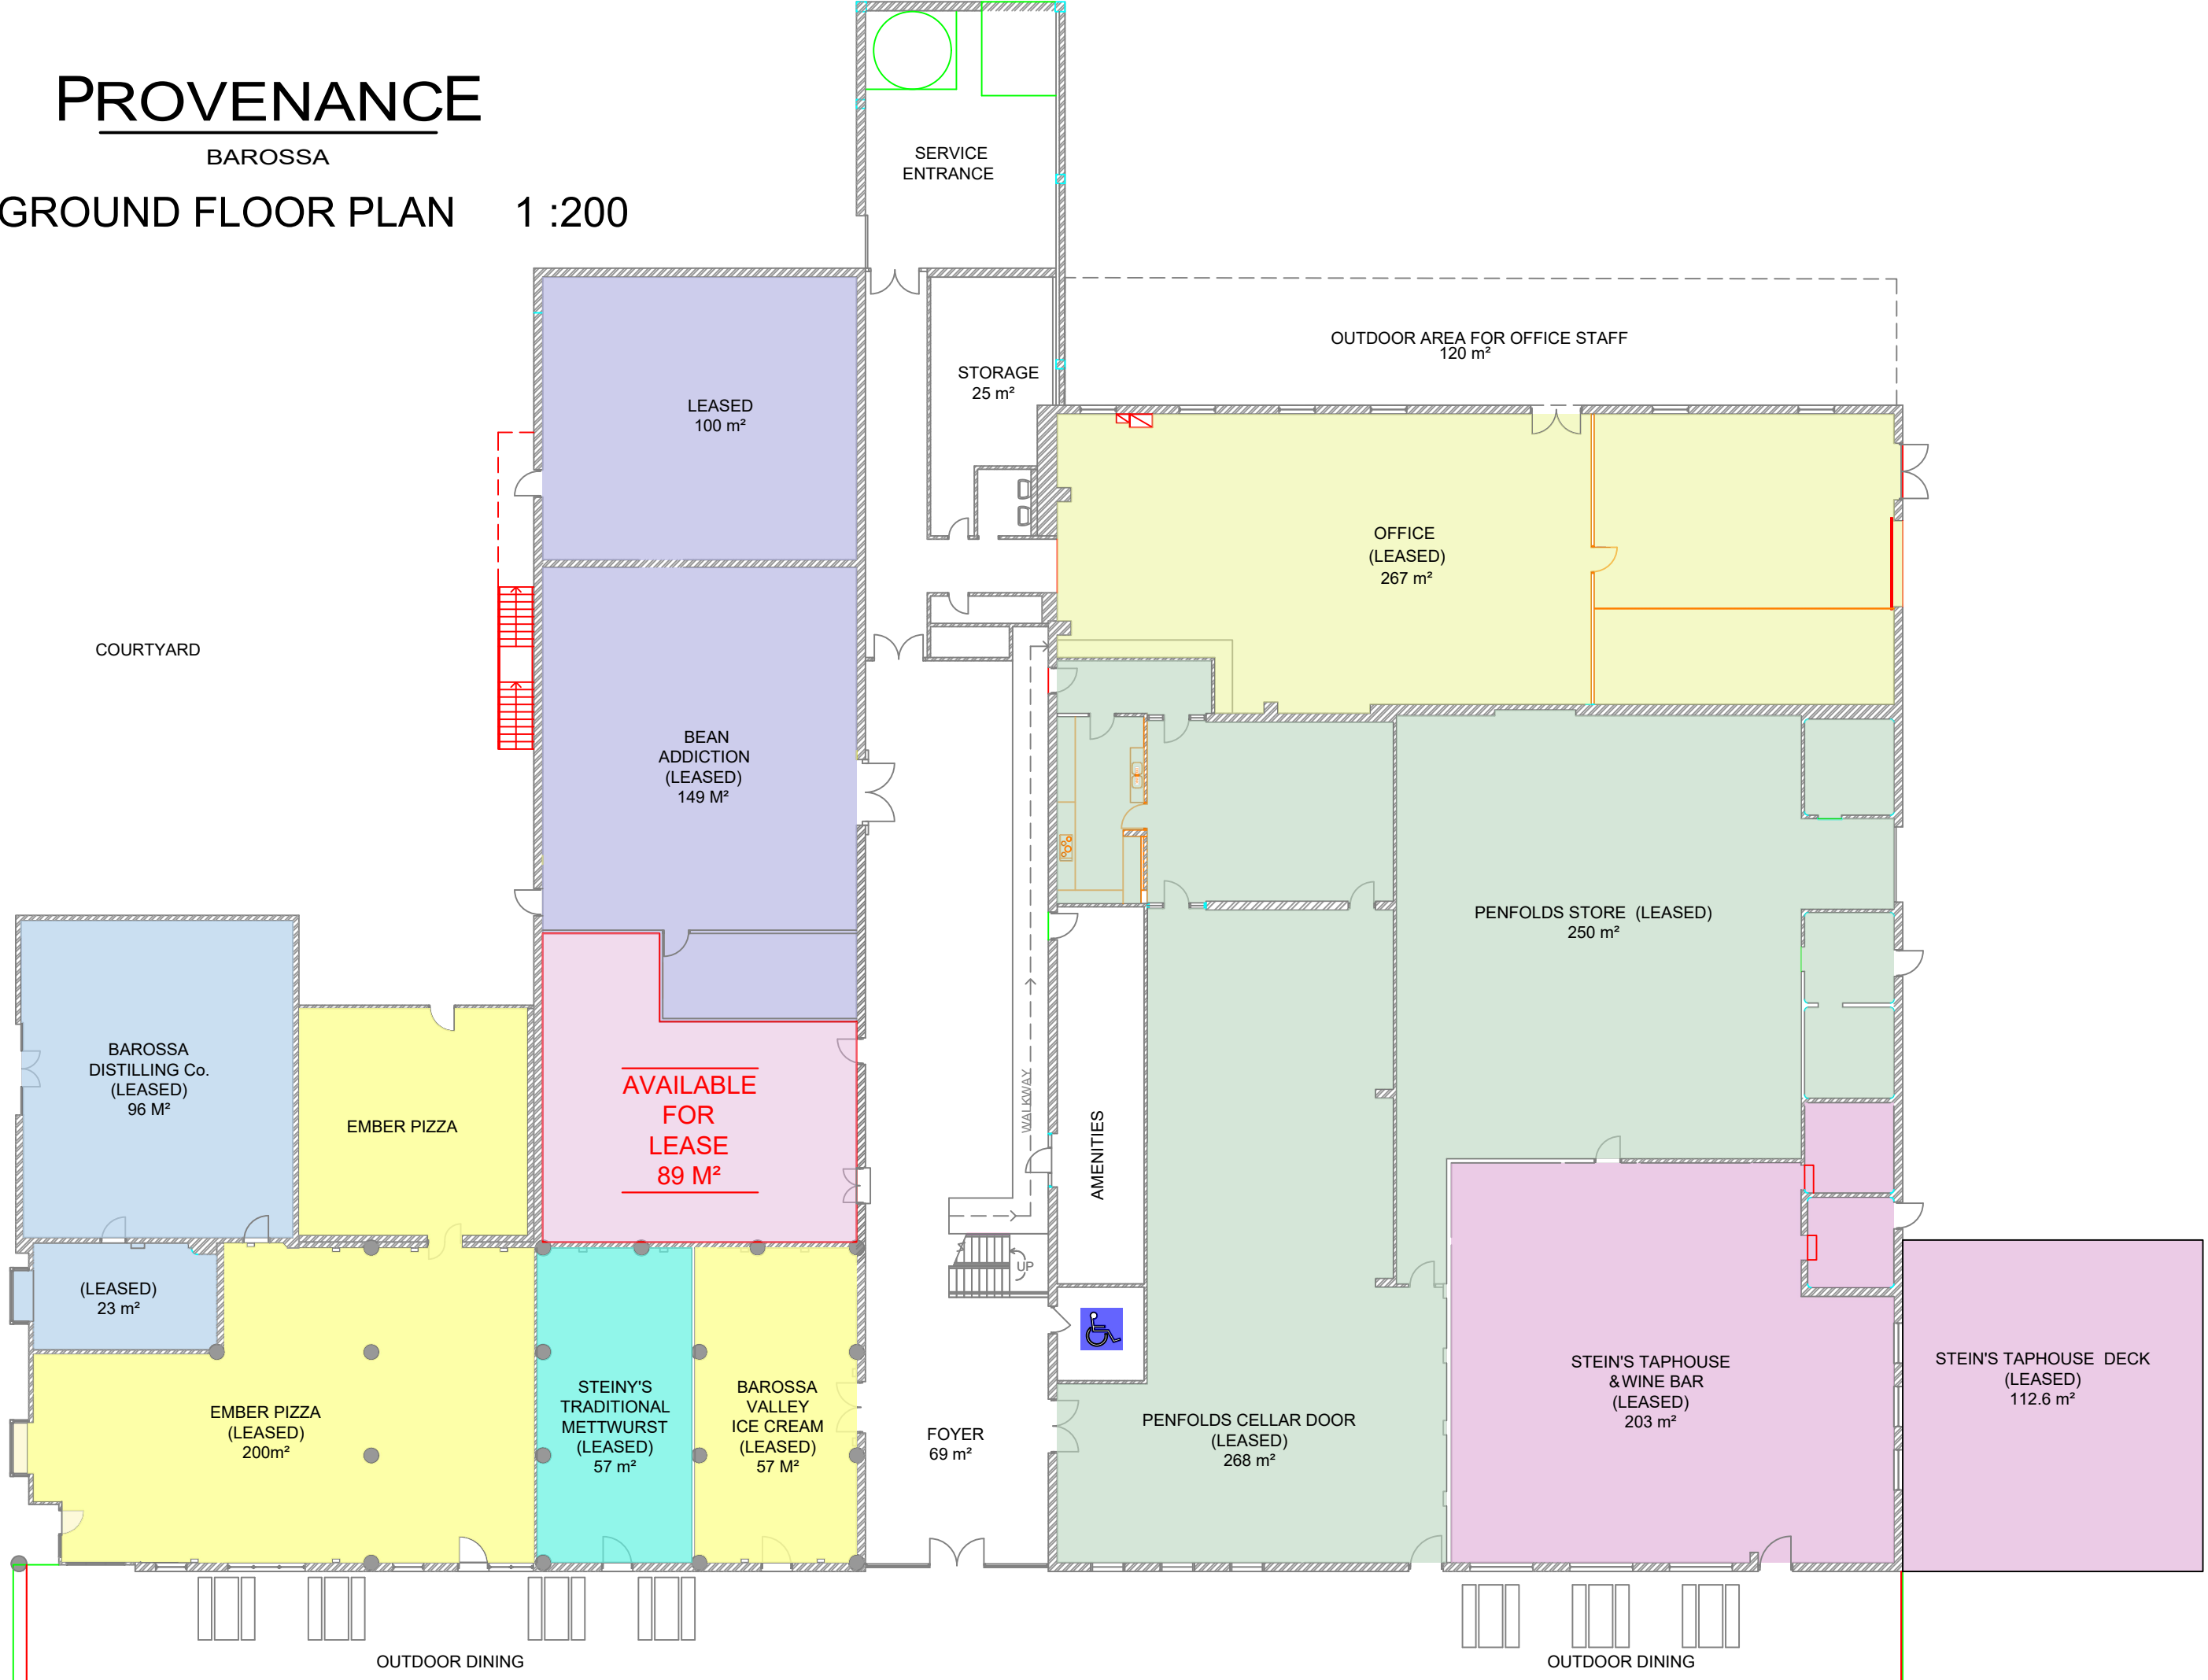 PROVENANCE
BAROSSA
GROUND FLOOR PLAN 1 :200
SERVICE
ENTRANCE
OUTDOOR AREA FOR OFFICE STAFF
120 m²
STORAGE
25 m²
LEASED
100 m²
OFFICE
(LEASED)
267 m²
COURTYARD
BEAN
ADDICTION
(LEASED)
149 M²
PENFOLDS STORE (LEASED)
250 m²
BAROSSA
DISTILLING Co.
(LEASED)
96 M²
EMBER PIZZA
AVAILABLE
FOR
LEASE
89 M²
WALKWAY
AMENITIES
UP
(LEASED)
23 m²
EMBER PIZZA
(LEASED)
200m²
STEINY'S
TRADITIONAL
METTWURST
(LEASED)
57 m²
BAROSSA
VALLEY
ICE CREAM
(LEASED)
57 M²
FOYER
69 m²
PENFOLDS CELLAR DOOR
(LEASED)
268 m²
STEIN'S TAPHOUSE
& WINE BAR
(LEASED)
203 m²
STEIN'S TAPHOUSE DECK
(LEASED)
112.6 m²
OUTDOOR DINING
OUTDOOR DINING